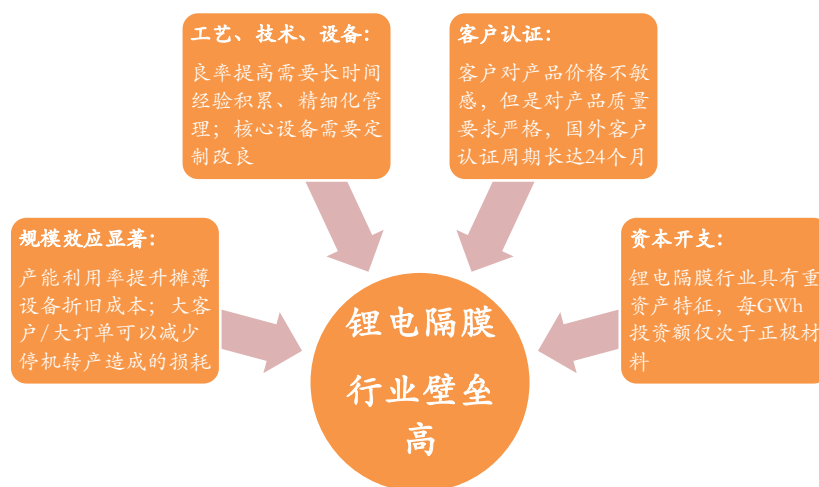 工艺、技术、设备：
良率提高需要长时间
经验积累、精细化管
理；核心设备需要定
制改良
客户认证：
客户对产品价格不敏
感，但是对产品质量
要求严格，国外客户
认证周期长达24个月
规模效应显著：
产能利用率提升摊薄
设备折旧成本；大客
户/大订单可以减少
停机转产造成的损耗
资本开支：
锂电隔膜行业具有重
资产特征，每GWh
投资额仅次于正极材
料
锂电隔膜
行业壁垒
高